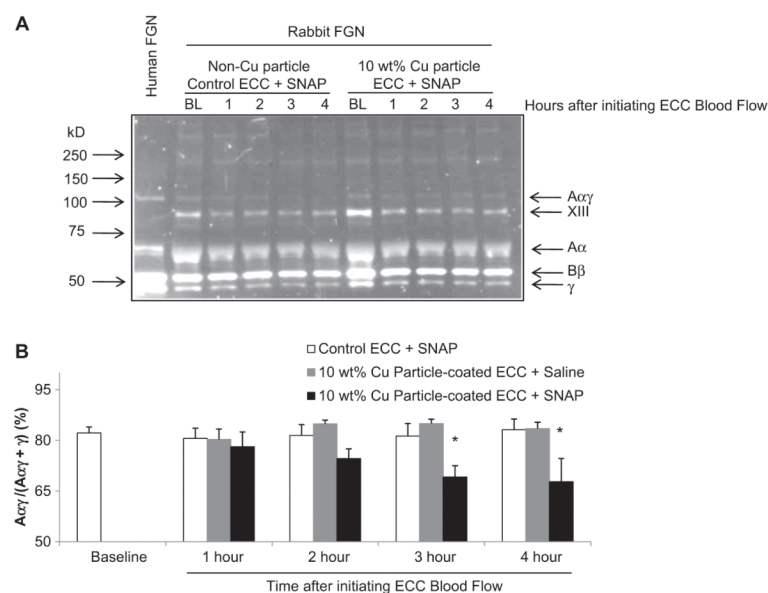 A
Human FGN
Rabbit FGN
Non-Cu particle
Control ECC + SNAP
10 wt% Cu particle
ECC + SNAP
BL 1 2 3 4 BL 1 2 3 4 Hours after initiating ECC Blood Flow
kD
250
150
100
75
50
Aαγ
XIII
Aα
Bβ
γ
B
Control ECC + SNAP
10 wt% Cu Particle-coated ECC + Saline
10 wt% Cu Particle-coated ECC + SNAP
Aαγ/(Aαγ + γ) (%)
95
80
65
50
* *
Baseline 1 hour 2 hour 3 hour 4 hour
Time after initiating ECC Blood Flow